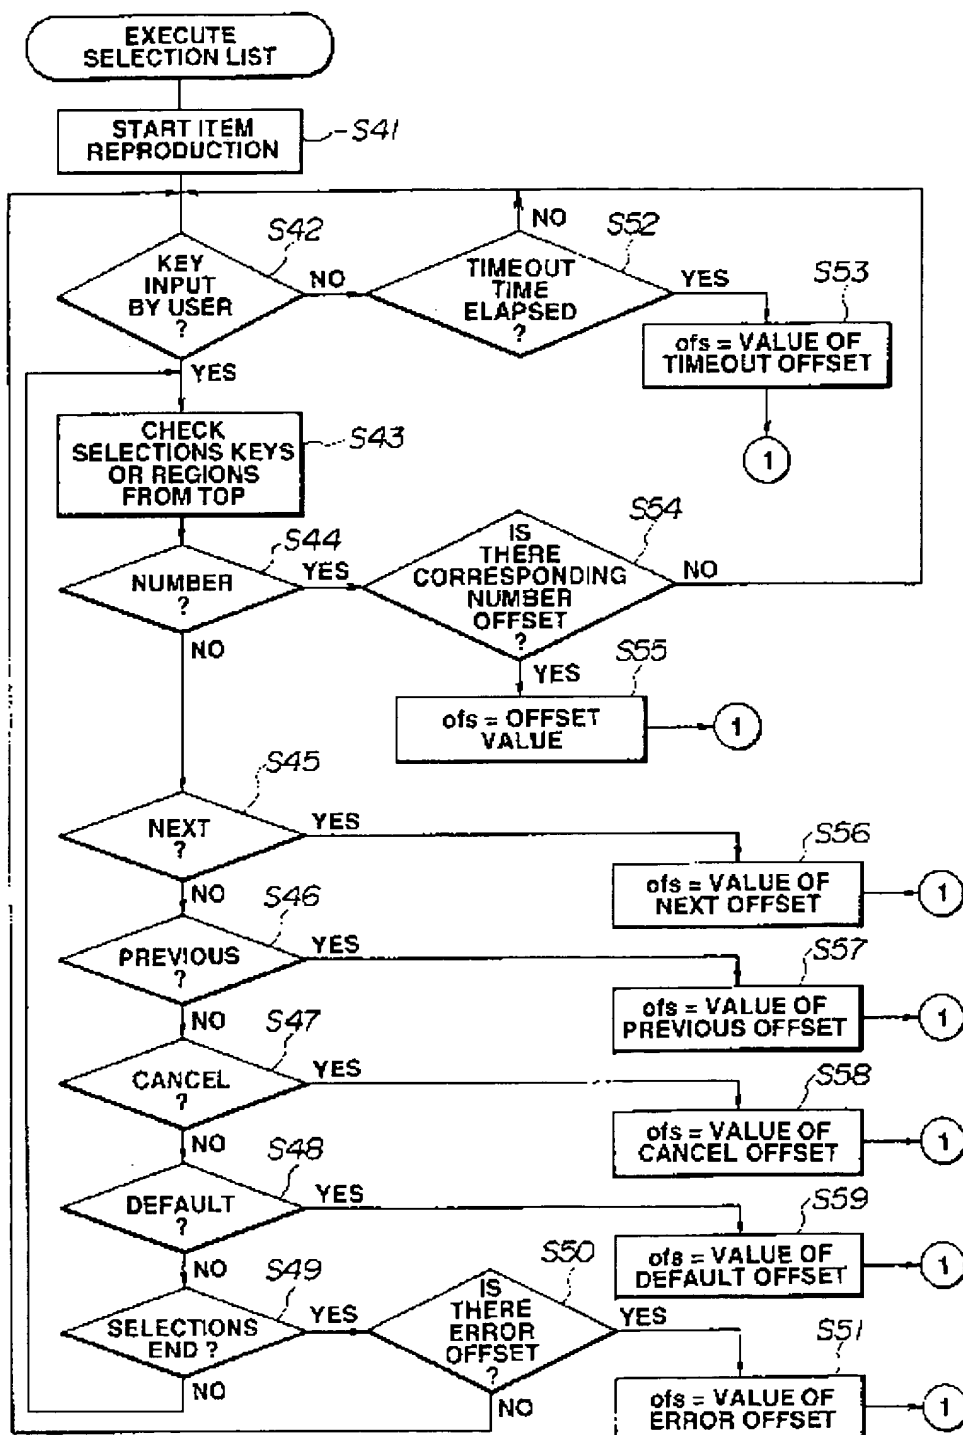 EXECUTE
SELECTION LIST
START ITEM
REPRODUCTION
S41
KEY
INPUT
BY USER
?
S42
NO
YES
TIMEOUT
TIME
ELAPSED
?
S52
NO
YES
S53
ofs = VALUE OF
TIMEOUT OFFSET
1
CHECK
SELECTIONS KEYS
OR REGIONS
FROM TOP
S43
NUMBER
?
S44
YES
NO
IS
THERE
CORRESPONDING
NUMBER
OFFSET
?
S54
NO
YES
S55
ofs = OFFSET
VALUE
1
NEXT
?
S45
YES
NO
S56
ofs = VALUE OF
NEXT OFFSET
1
PREVIOUS
?
S46
YES
NO
S57
ofs = VALUE OF
PREVIOUS OFFSET
1
CANCEL
?
S47
YES
NO
S58
ofs = VALUE OF
CANCEL OFFSET
1
DEFAULT
?
S48
YES
NO
S59
ofs = VALUE OF
DEFAULT OFFSET
1
SELECTIONS
END ?
S49
YES
NO
IS
THERE
ERROR
OFFSET
?
S50
YES
NO
S51
ofs = VALUE OF
ERROR OFFSET
1